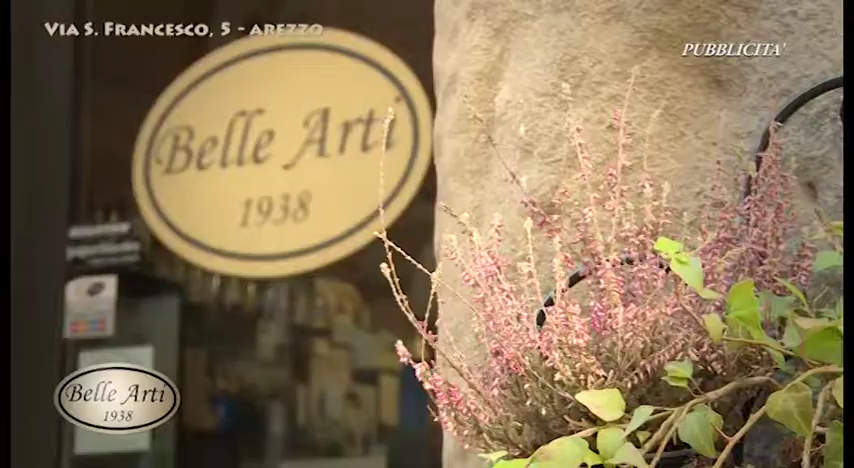 VIA S. FRANCESCO, 5 - AREZZO
PUBBLICITA'
Belle Arti
1938
Belle Arti
1938